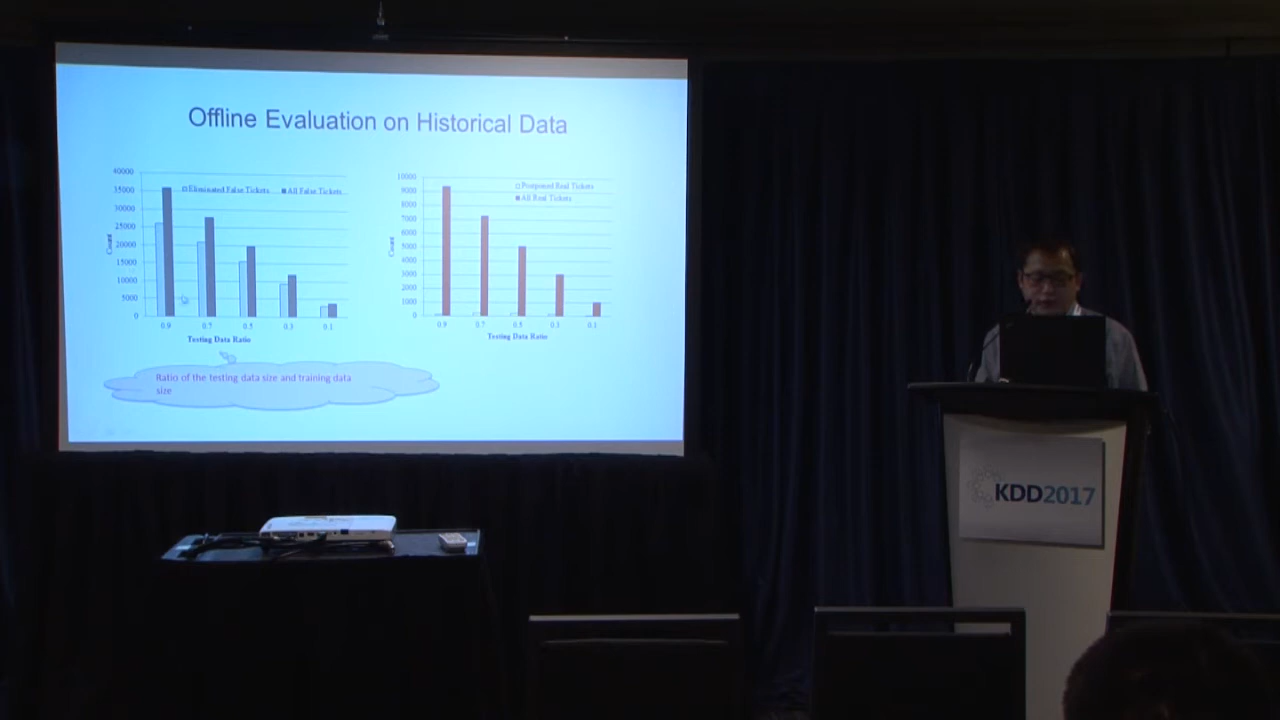 Offline Evaluation on Historical Data
40000
35000
30000
25000
20000
15000
10000
5000
0
Count
Eliminated False Tickets
All False Tickets
0.9
0.7
0.5
0.3
0.1
Testing Data Ratio
10000
9000
8000
7000
6000
5000
4000
3000
2000
1000
0
Count
Postponed Real Tickets
All Real Tickets
0.9
0.7
0.5
0.3
0.1
Testing Data Ratio
Ratio of the testing data size and training data
size
KDD2017